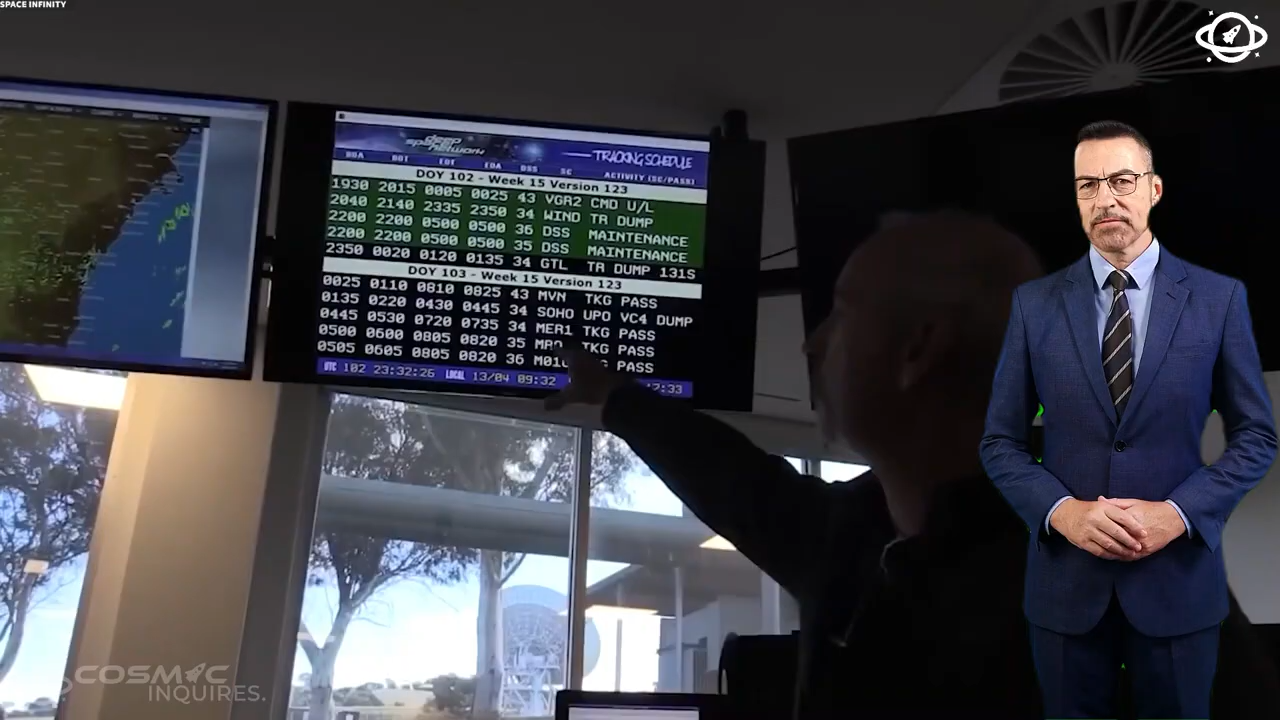 SPACE INFINITY
deep space network
TRACKING SCHEDULE
BOA BOT EOT EOA DSS SC ACTIVITY (SC/PASS)
DOY 102 - Week 15 Version 123
1930 2015 0005 0025 43 VGR2 CMD U/L
2040 2140 2335 2350 34 WIND TR DUMP
2200 2200 0500 0500 36 DSS MAINTENANCE
2200 2200 0500 0500 35 DSS MAINTENANCE
2350 0020 0120 0135 34 GTL TR DUMP 131S
DOY 103 - Week 15 Version 123
0025 0110 0810 0825 43 MVN TKG PASS
0135 0220 0430 0445 34 SOHO UPO VC4 DUMP
0445 0530 0720 0735 34 MER1 TKG PASS
0500 0600 0805 0820 35 TKG PASS
0505 0605 0805 0820 36 PASS
UTC 102 23:32:26 LOCAL 13/04 09:32 17:33
COSMIC
INQUIRES.